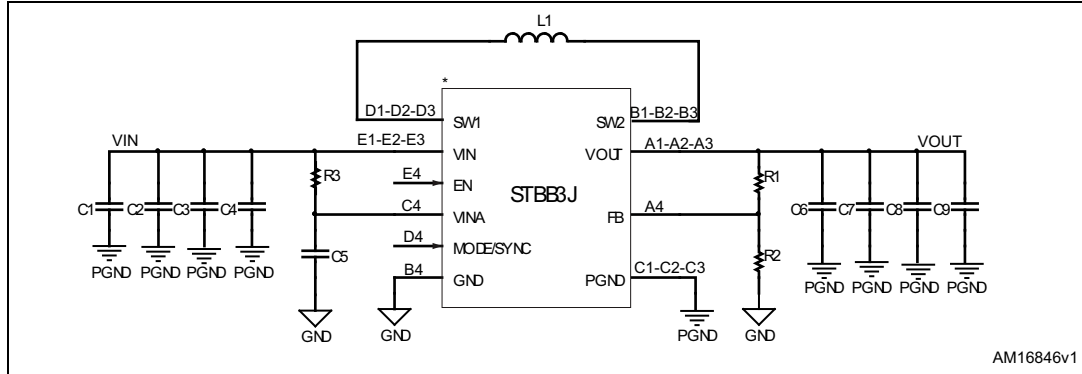 L1
*
D1-D2-D3
B1-B2-B3
SW1
SW2
VIN
E1-E2-E3
A1-A2-A3
VOUT
VIN
VOUT
R3
R1
E4
EN
STBB3J
C1
C2
C3
C4
C4
VINA
FB
A4
C6
C7
C8
C9
D4
MODE/SYNC
C5
R2
PGND
PGND
PGND
PGND
B4
GND
PGND
C1-C2-C3
PGND
PGND
PGND
PGND
GND
GND
PGND
GND
AM16846v1